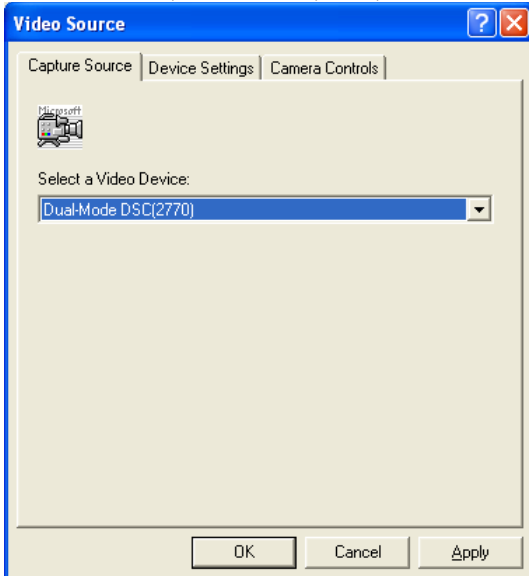 Video Source
Capture Source Device Settings Camera Controls
Microsoft
Select a Video Device:
Dual-Mode DSC(2770)
OK Cancel Apply